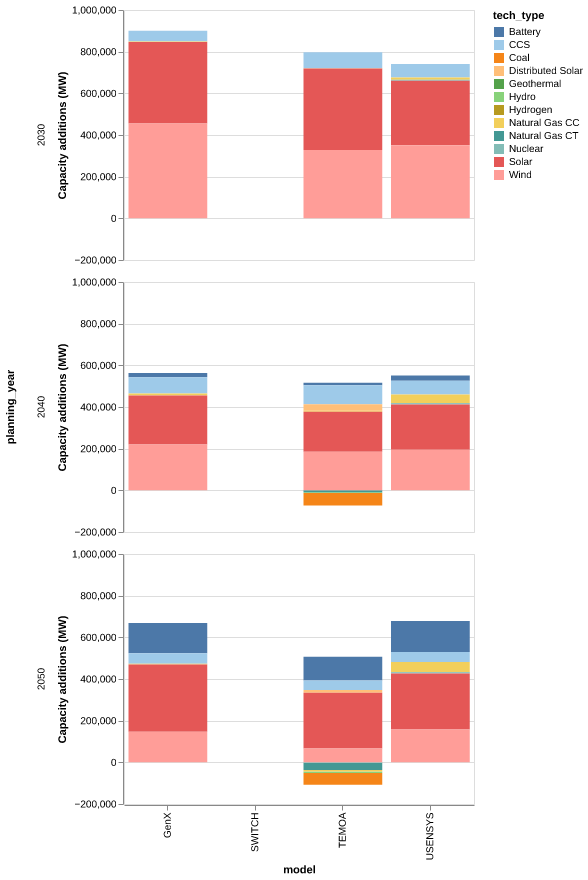 tech_type
Battery
CCS
Coal
Distributed Solar
Geothermal
Hydro
Hydrogen
Natural Gas CC
Natural Gas CT
Nuclear
Solar
Wind
planning_year
2030
Capacity additions (MW)
1,000,000
800,000
600,000
400,000
200,000
0
−200,000
2040
Capacity additions (MW)
1,000,000
800,000
600,000
400,000
200,000
0
−200,000
2050
Capacity additions (MW)
1,000,000
800,000
600,000
400,000
200,000
0
−200,000
GenX
SWITCH
TEMOA
USENSYS
model